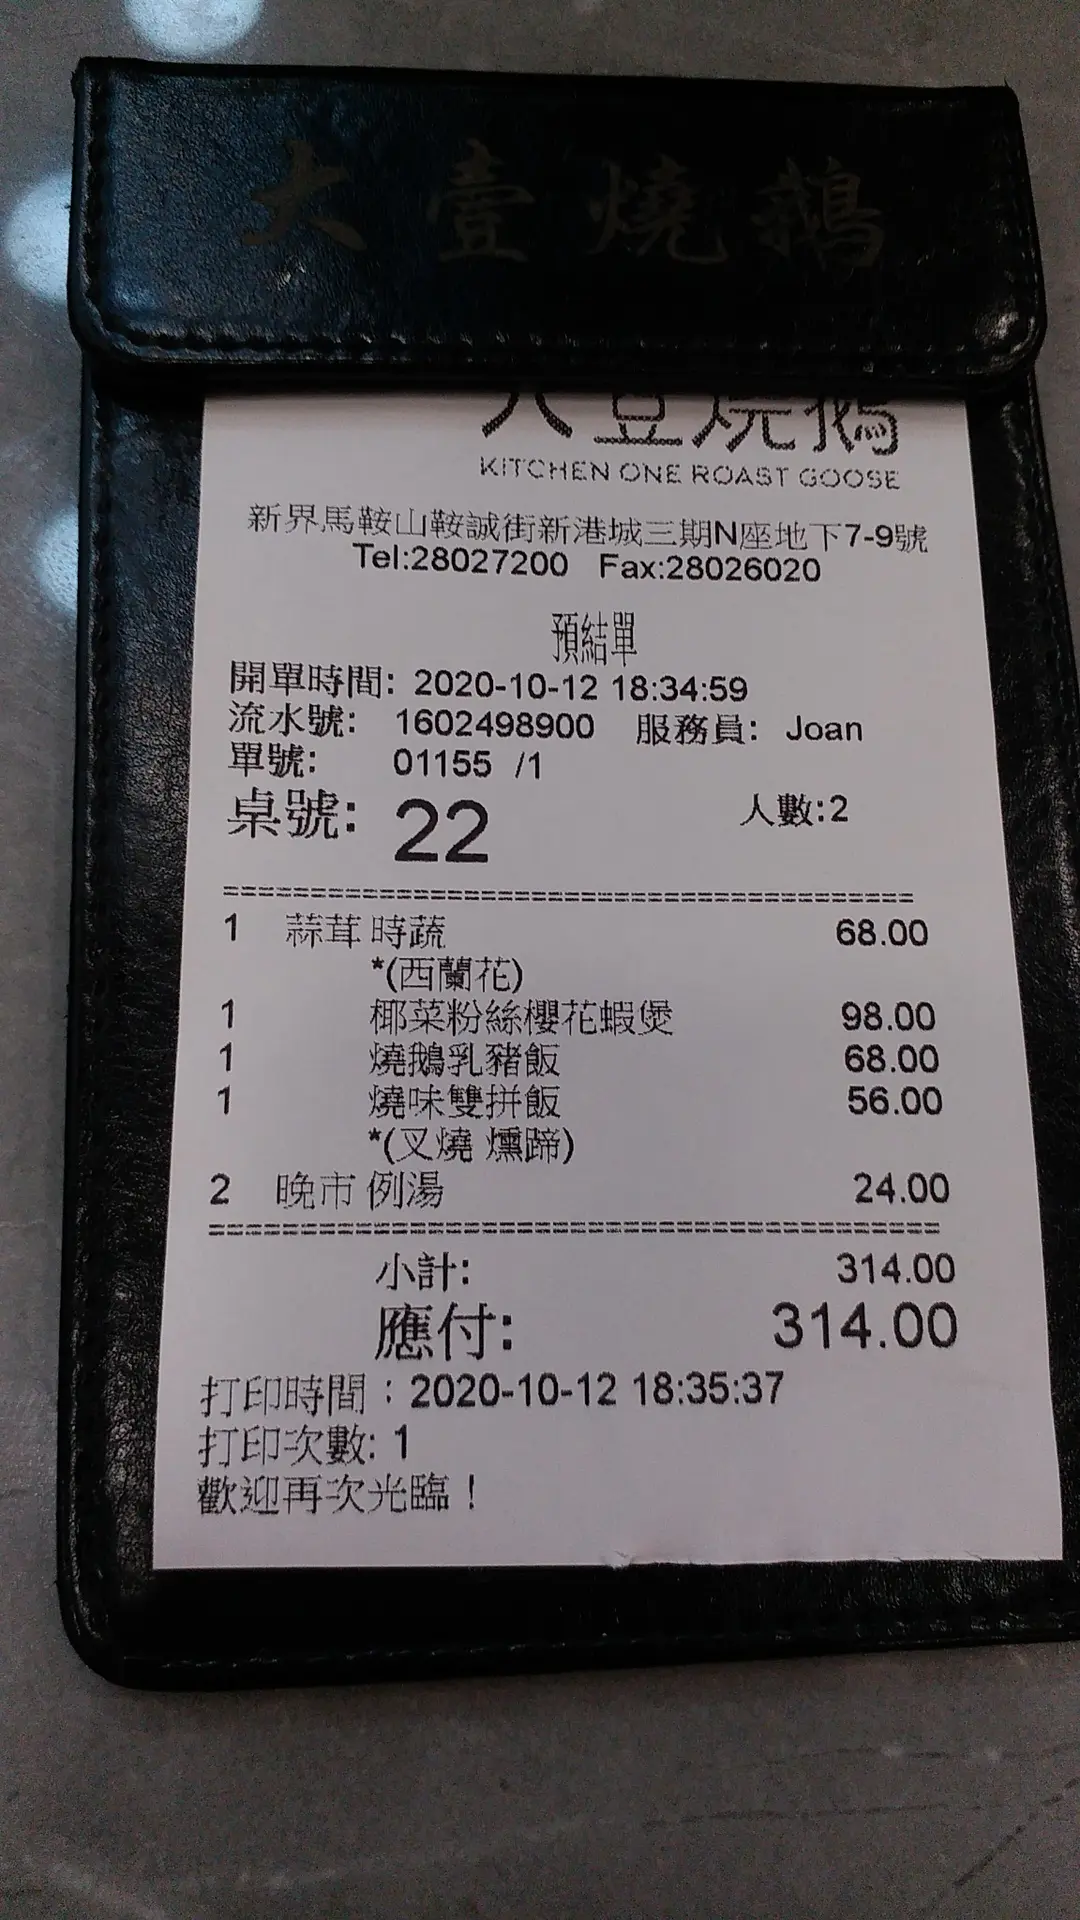 大壹燒鵝
大壹燒鵝
KITCHEN ONE ROAST GOOSE
新界馬鞍山鞍誠街新港城三期N座地下7-9號
Tel:28027200 Fax:28026020
預結單
開單時間: 2020-10-12 18:34:59
流水號: 1602498900 服務員: Joan
單號: 01155 /1
桌號: 22 人數:2
1 蒜茸 時蔬 68.00
*(西蘭花)
1 椰菜粉絲櫻花蝦煲 98.00
1 燒鵝乳豬飯 68.00
1 燒味雙拼飯 56.00
*(叉燒 燻蹄)
2 晚市 例湯 24.00
小計: 314.00
應付: 314.00
打印時間：2020-10-12 18:35:37
打印次數: 1
歡迎再次光臨！